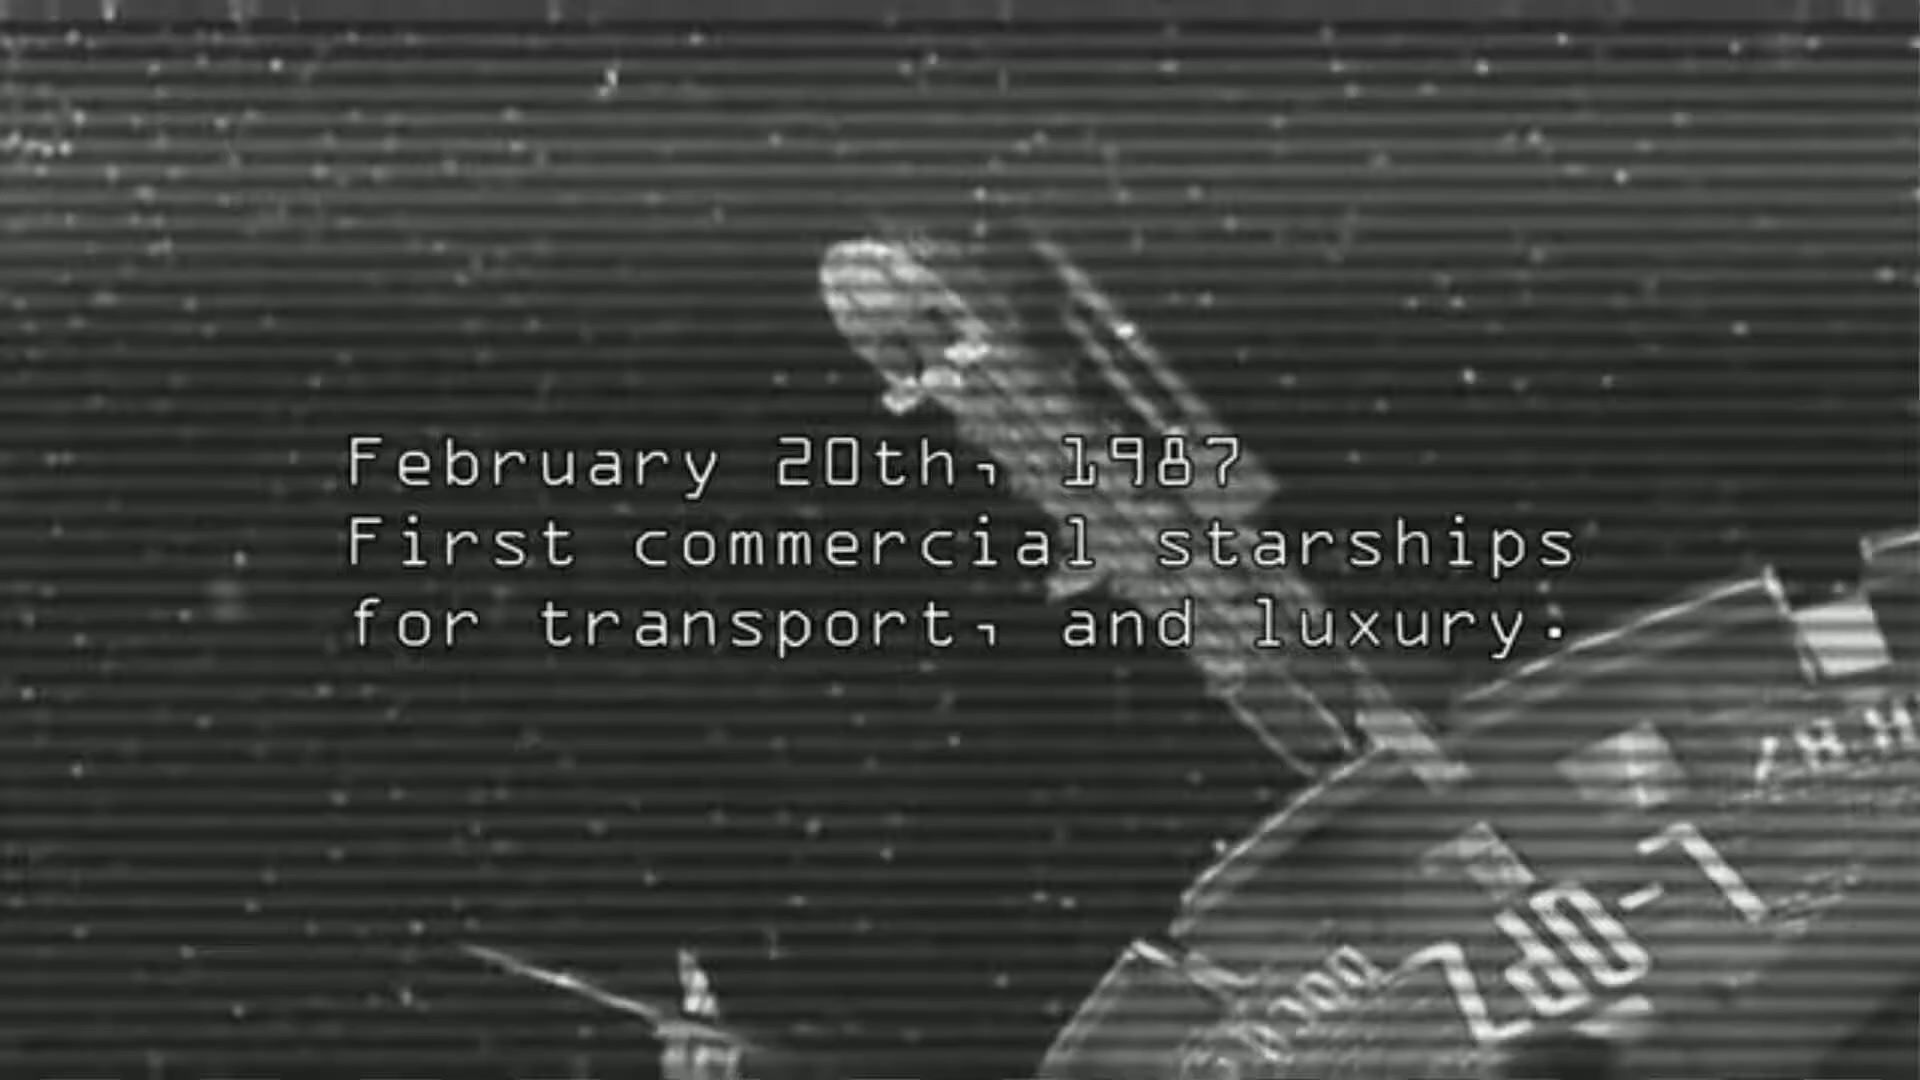 February 20th, 1987
First commercial starships
for transport, and luxury.